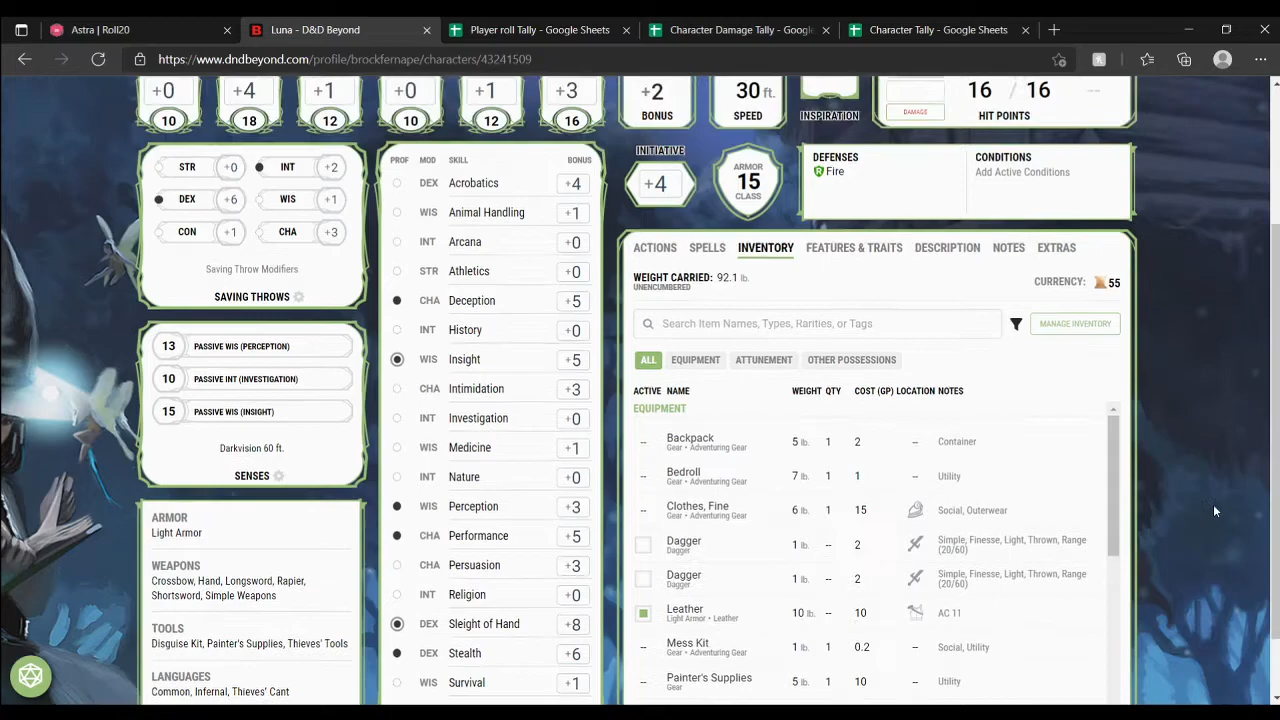 Astra | Roll20
Luna - D&D Beyond
Player roll Tally - Google Sheets
Character Damage Tally - Google
Character Tally - Google Sheets
https://www.dndbeyond.com/profile/brockfernape/characters/43241509
+0 +4 +1 +0 +1 +3
10 18 12 10 12 16
+2
BONUS
30 ft.
SPEED
INSPIRATION
DAMAGE
16 / 16 --
HIT POINTS
STR +0 INT +2
DEX +6 WIS +1
CON +1 CHA +3
Saving Throw Modifiers
SAVING THROWS
13 PASSIVE WIS (PERCEPTION)
10 PASSIVE INT (INVESTIGATION)
15 PASSIVE WIS (INSIGHT)
Darkvision 60 ft.
SENSES
ARMOR
Light Armor
WEAPONS
Crossbow, Hand, Longsword, Rapier,
Shortsword, Simple Weapons
TOOLS
Disguise Kit, Painter's Supplies, Thieves' Tools
LANGUAGES
Common, Infernal, Thieves' Cant
PROF MOD SKILL BONUS
DEX Acrobatics +4
WIS Animal Handling +1
INT Arcana +0
STR Athletics +0
CHA Deception +5
INT History +0
WIS Insight +5
CHA Intimidation +3
INT Investigation +0
WIS Medicine +1
INT Nature +0
WIS Perception +3
CHA Performance +5
CHA Persuasion +3
INT Religion +0
DEX Sleight of Hand +8
DEX Stealth +6
WIS Survival +1
INITIATIVE
+4
ARMOR
15
CLASS
DEFENSES
R Fire
CONDITIONS
Add Active Conditions
ACTIONS SPELLS INVENTORY FEATURES & TRAITS DESCRIPTION NOTES EXTRAS
WEIGHT CARRIED: 92.1 lb.
UNENCUMBERED
CURRENCY: 55
Search Item Names, Types, Rarities, or Tags
MANAGE INVENTORY
ALL EQUIPMENT ATTUNEMENT OTHER POSSESSIONS
ACTIVE NAME WEIGHT QTY COST (GP) LOCATION NOTES
EQUIPMENT
-- Backpack 5 lb. 1 2 -- Container
Gear • Adventuring Gear
-- Bedroll 7 lb. 1 1 -- Utility
Gear • Adventuring Gear
-- Clothes, Fine 6 lb. 1 15 Social, Outerwear
Gear • Adventuring Gear
Dagger 1 lb. -- 2 Simple, Finesse, Light, Thrown, Range
Dagger (20/60)
Dagger 1 lb. -- 2 Simple, Finesse, Light, Thrown, Range
Dagger (20/60)
Leather 10 lb. -- 10 AC 11
Light Armor • Leather
-- Mess Kit 1 lb. 1 0.2 -- Social, Utility
Gear • Adventuring Gear
-- Painter's Supplies 5 lb. 1 10 -- Utility
Gear